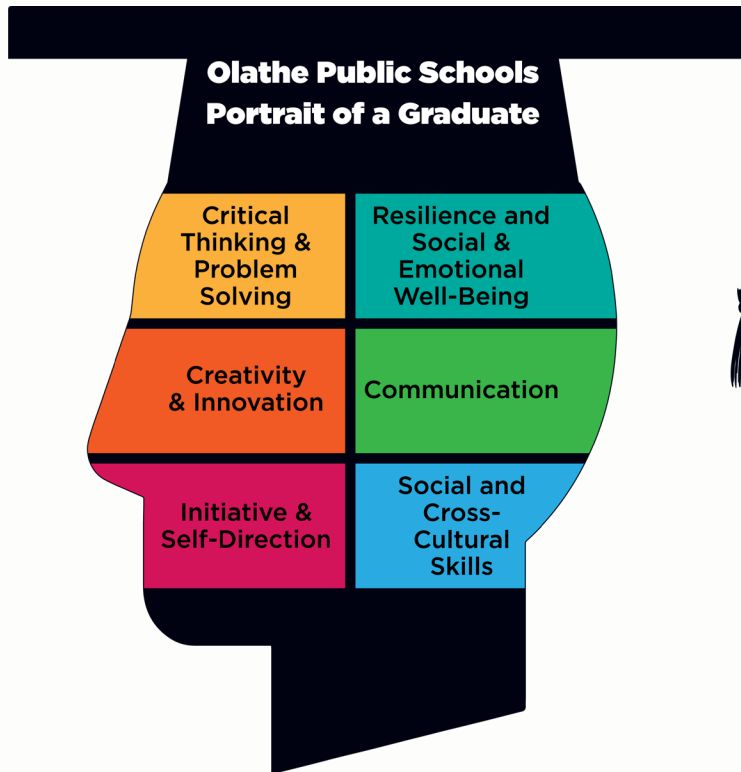 Olathe Public Schools
Portrait of a Graduate
Critical
Thinking &
Problem
Solving
Resilience and
Social &
Emotional
Well-Being
Creativity
& Innovation
Communication
Initiative &
Self-Direction
Social and
Cross-
Cultural
Skills